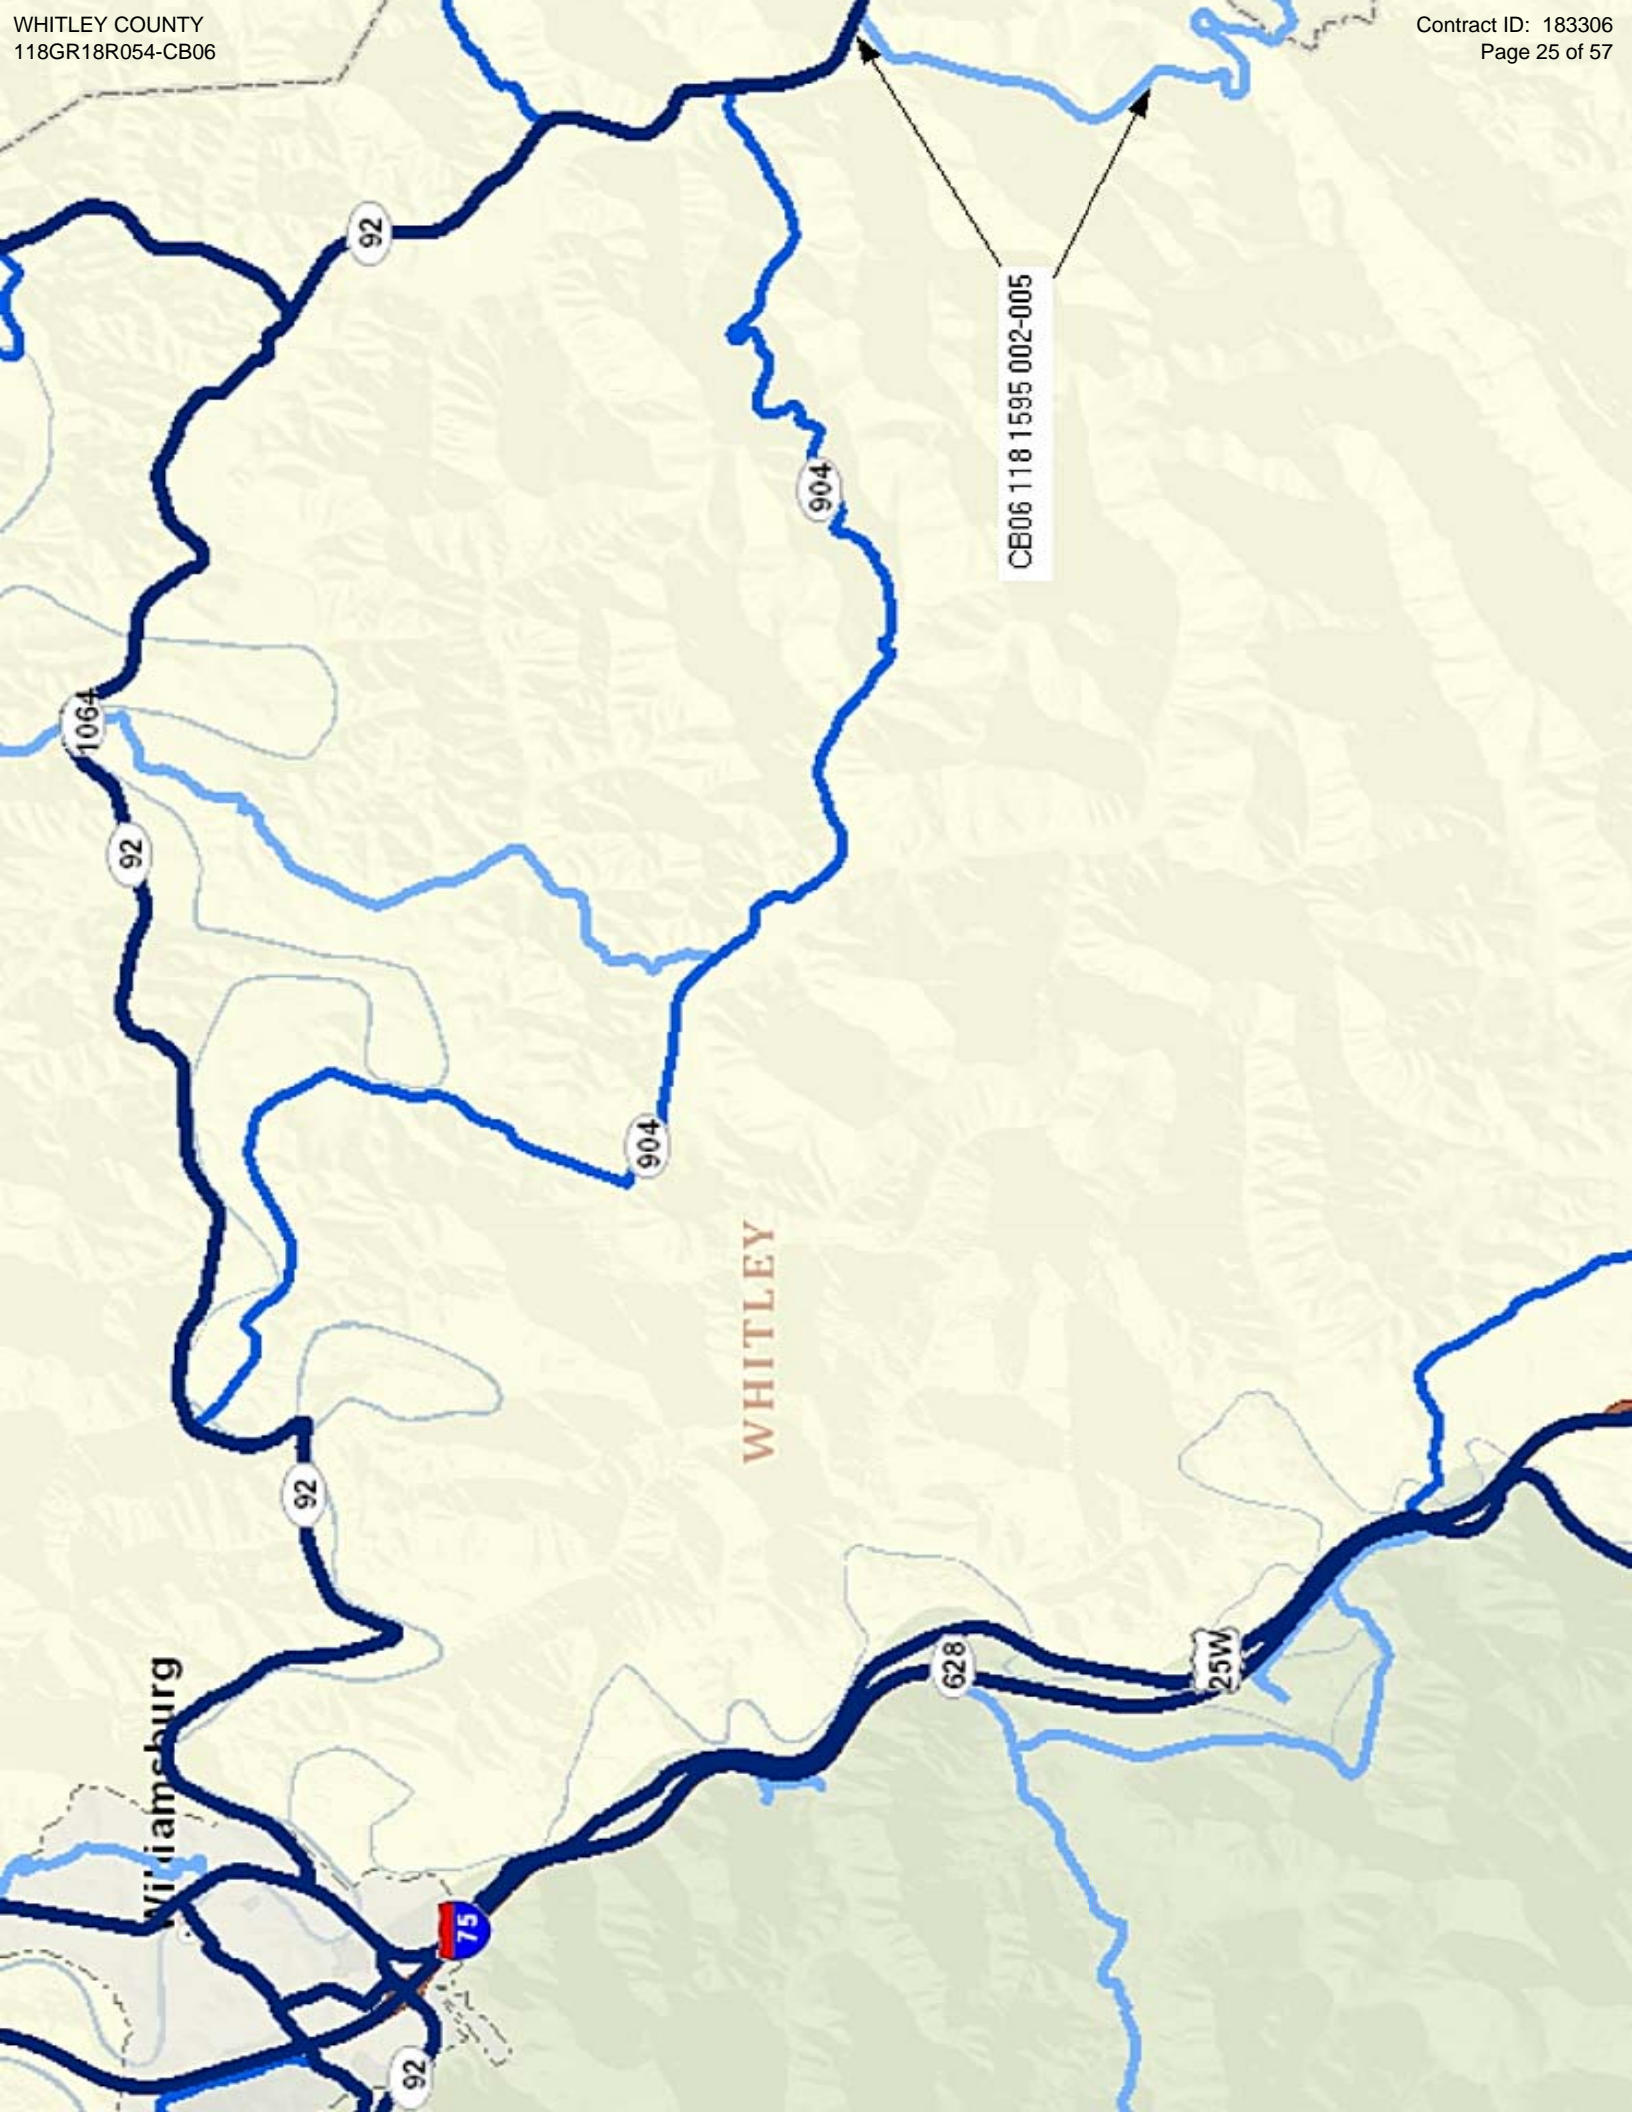 WHITLEY COUNTY
118GR18R054-CB06
Contract ID: 183306
Page 25 of 57
92
904
CB06 118 1595 002-005
1064
92
904
WHITLEY
92
628
25W
Williamsburg
75
92